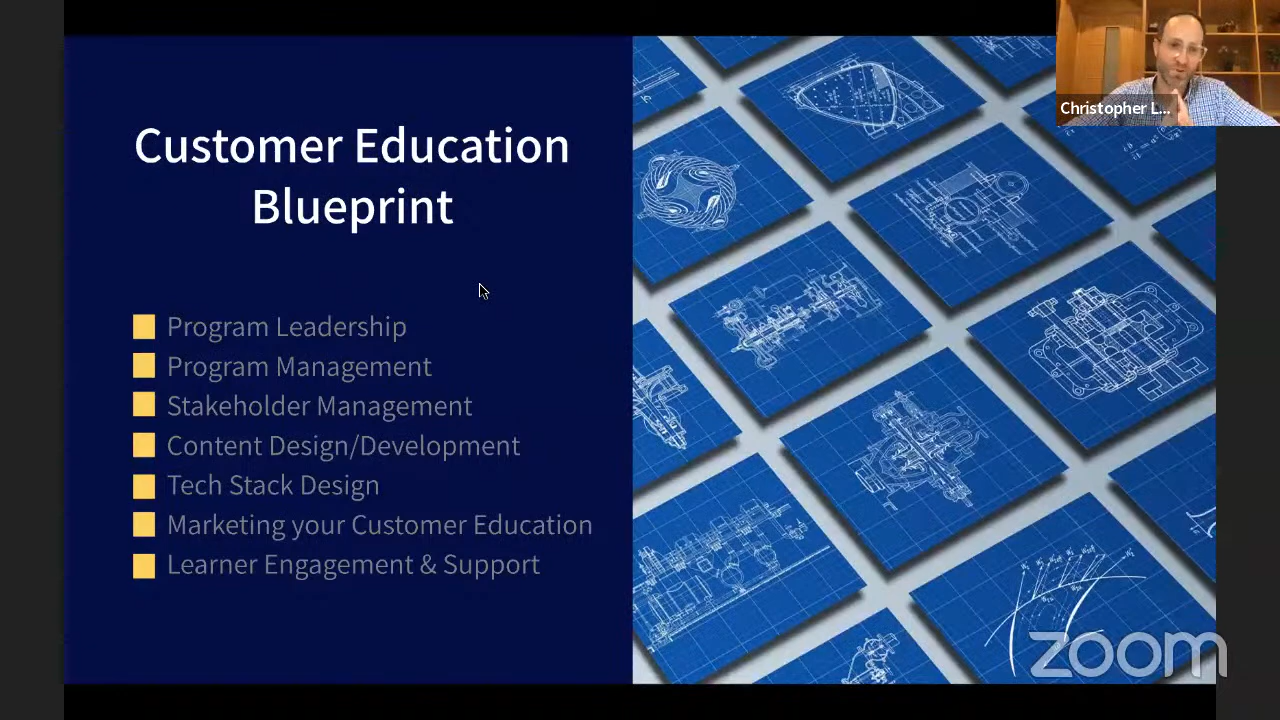 Customer Education
Blueprint
Program Leadership
Program Management
Stakeholder Management
Content Design/Development
Tech Stack Design
Marketing your Customer Education
Learner Engagement & Support
Christopher L...
zoom